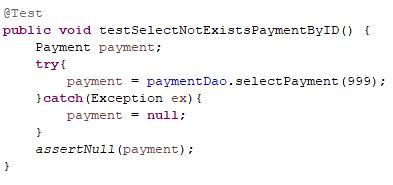 @Test
public void testSelectNotExistsPaymentByID() {
    Payment payment;
    try{
        payment = paymentDao.selectPayment(999);
    }catch(Exception ex){
        payment = null;
    }
    assertNull(payment);
}